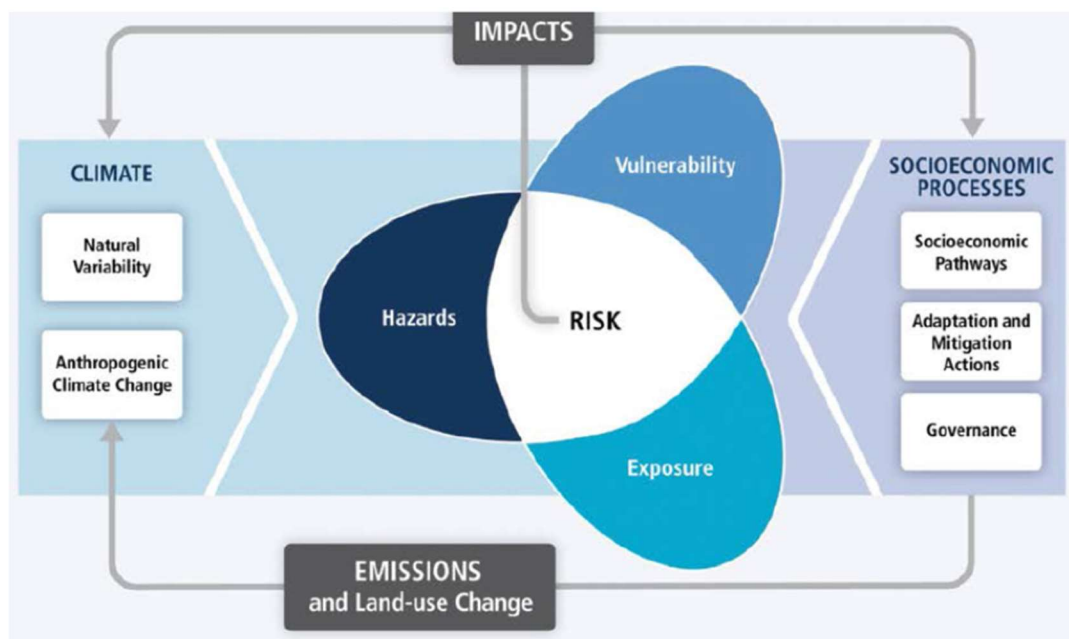 IMPACTS
CLIMATE
Natural
Variability
Anthropogenic
Climate Change
Vulnerability
Hazards
RISK
Exposure
SOCIOECONOMIC
PROCESSES
Socioeconomic
Pathways
Adaptation and
Mitigation
Actions
Governance
EMISSIONS
and Land-use Change